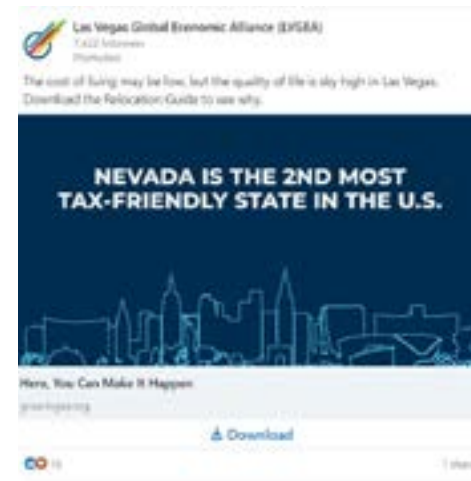 Las Vegas Global Economic Alliance (LVGEA)
Promoted
The cost of living may be low, but the quality of life is sky high in Las Vegas.
Download the Relocation Guide to see why.
NEVADA IS THE 2ND MOST
TAX-FRIENDLY STATE IN THE U.S.
Here, You Can Make It Happen
Download